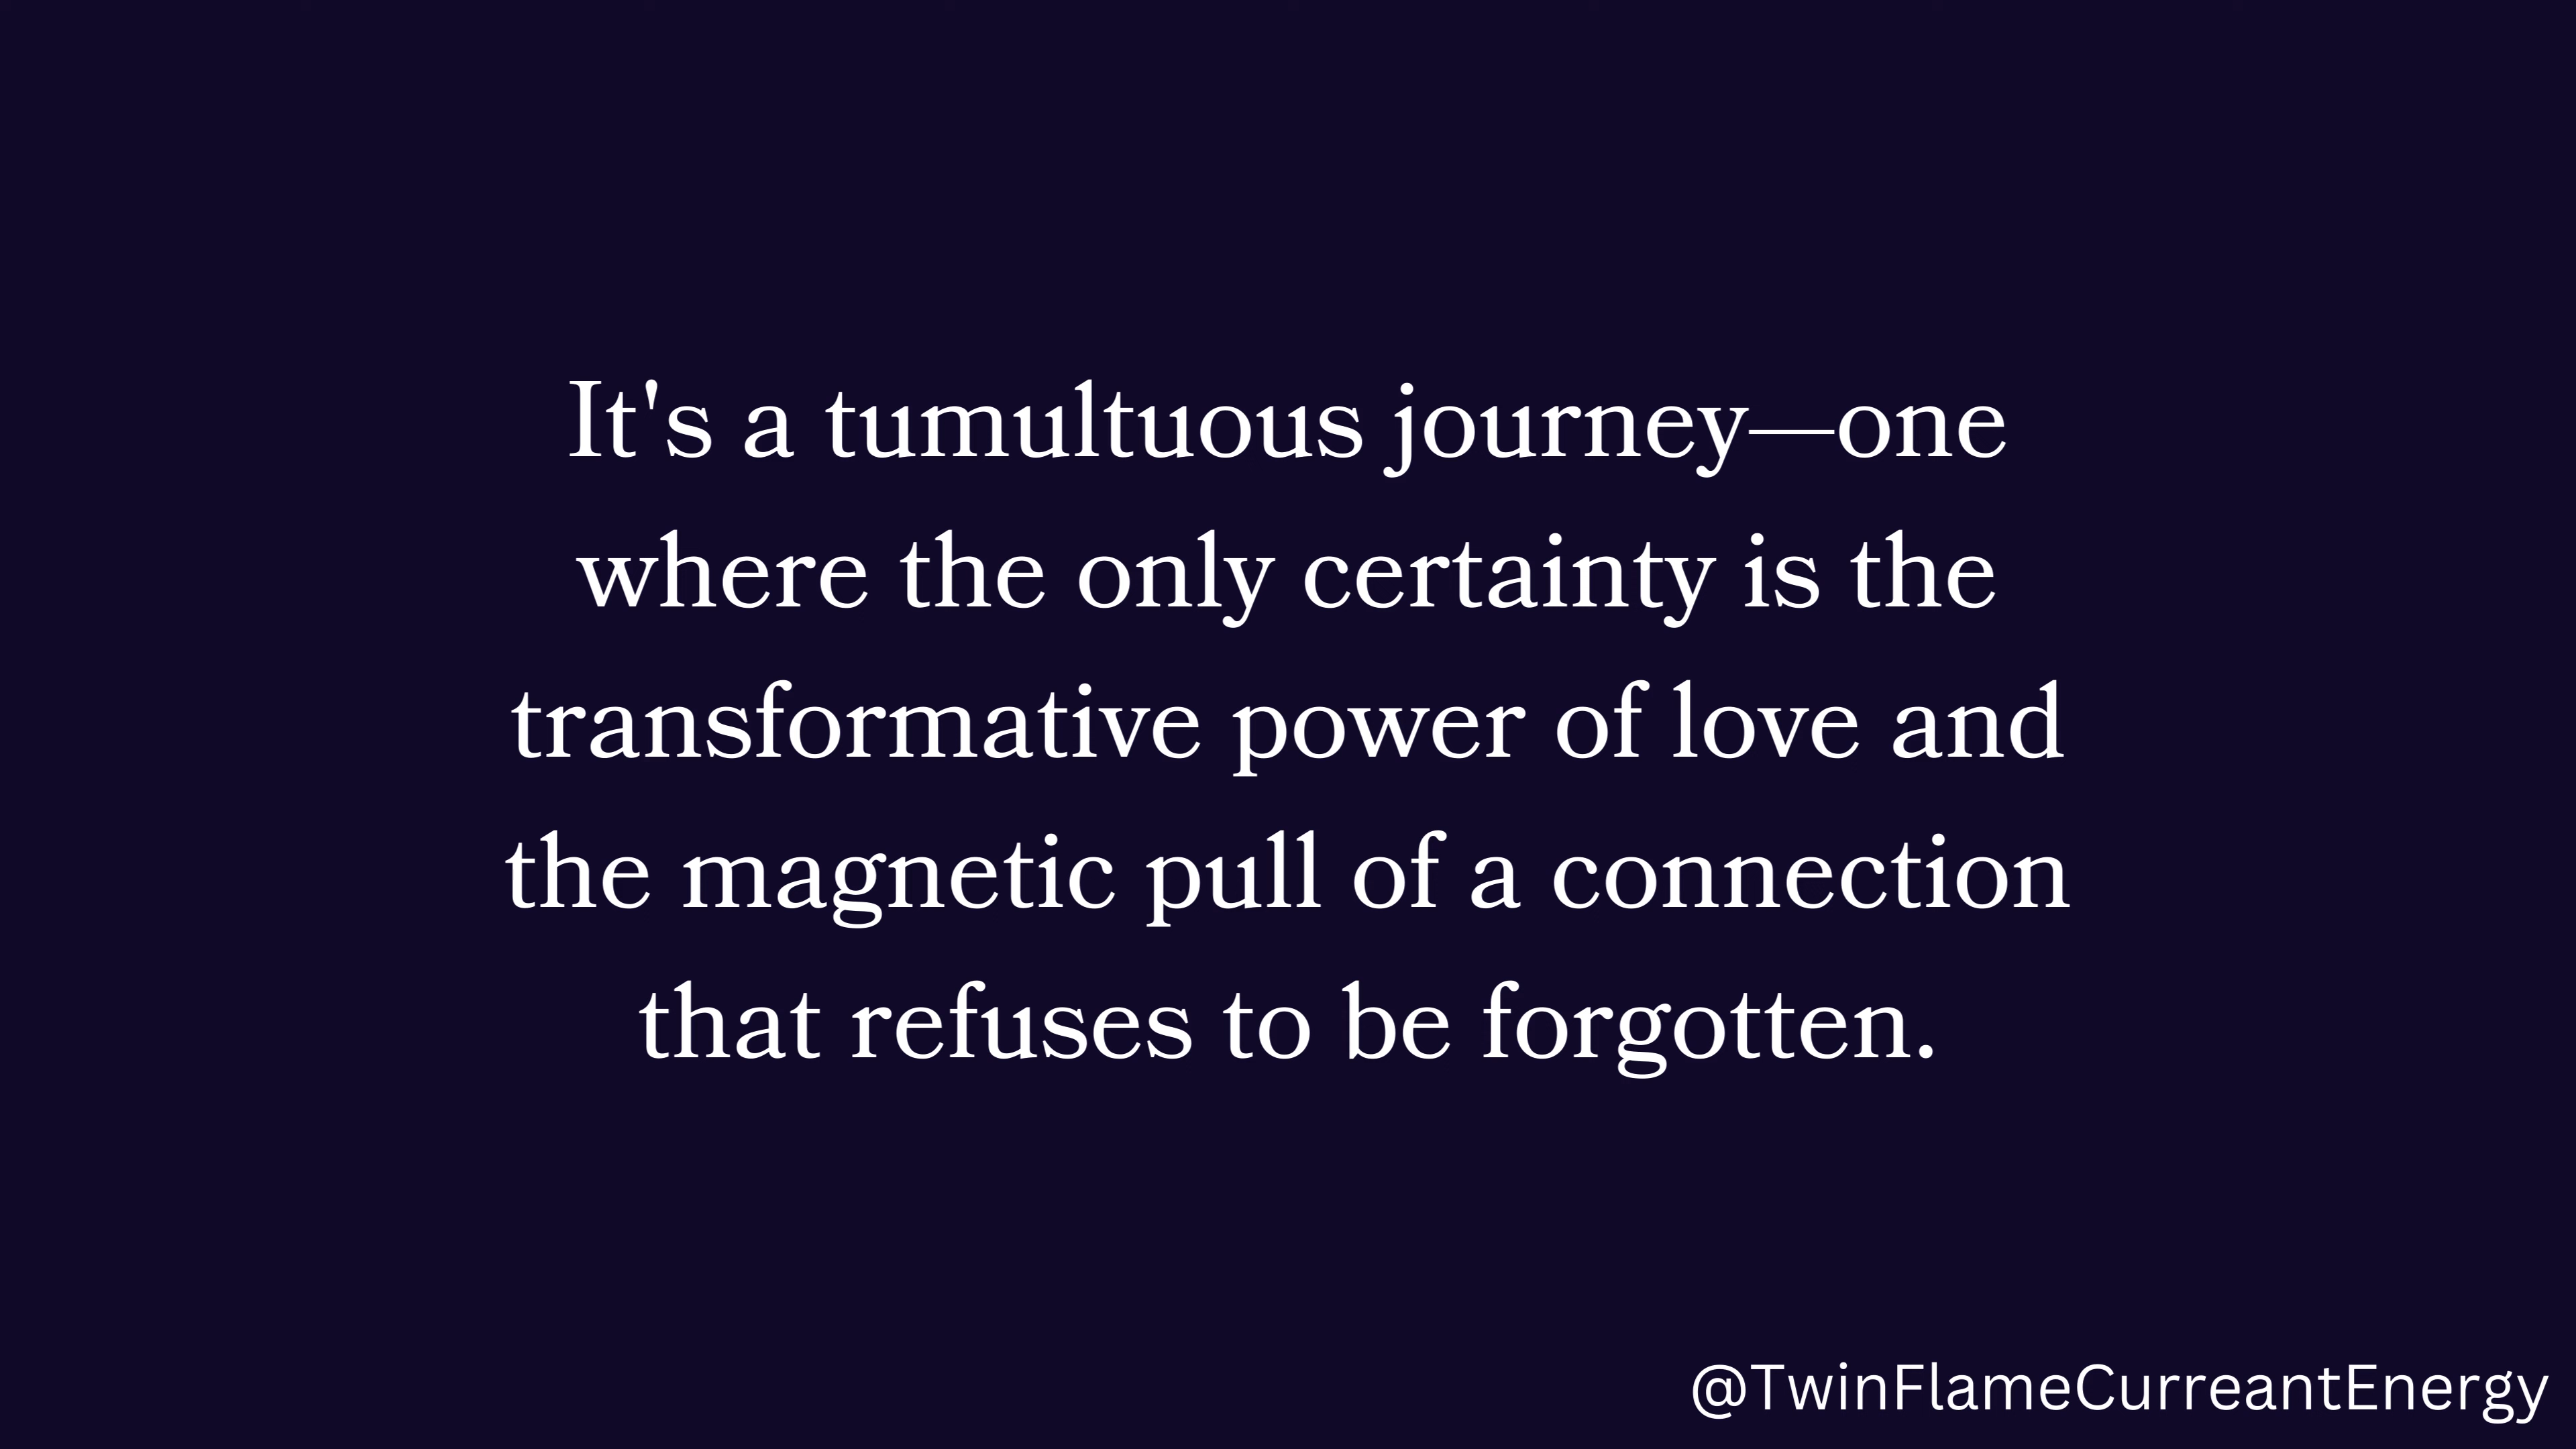 It's a tumultuous journey—one
where the only certainty is the
transformative power of love and
the magnetic pull of a connection
that refuses to be forgotten.
@TwinFlameCurreantEnergy